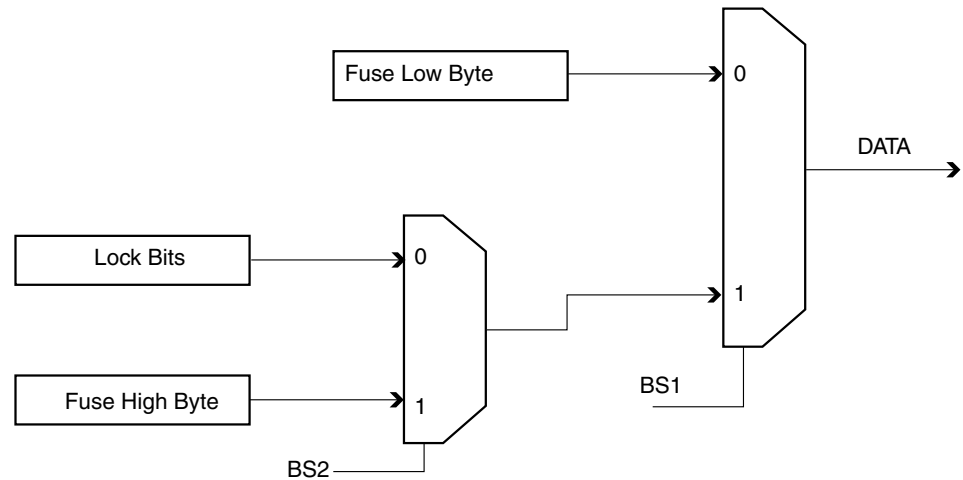 Fuse Low Byte
0
DATA
Lock Bits
0
1
BS1
Fuse High Byte
1
BS2